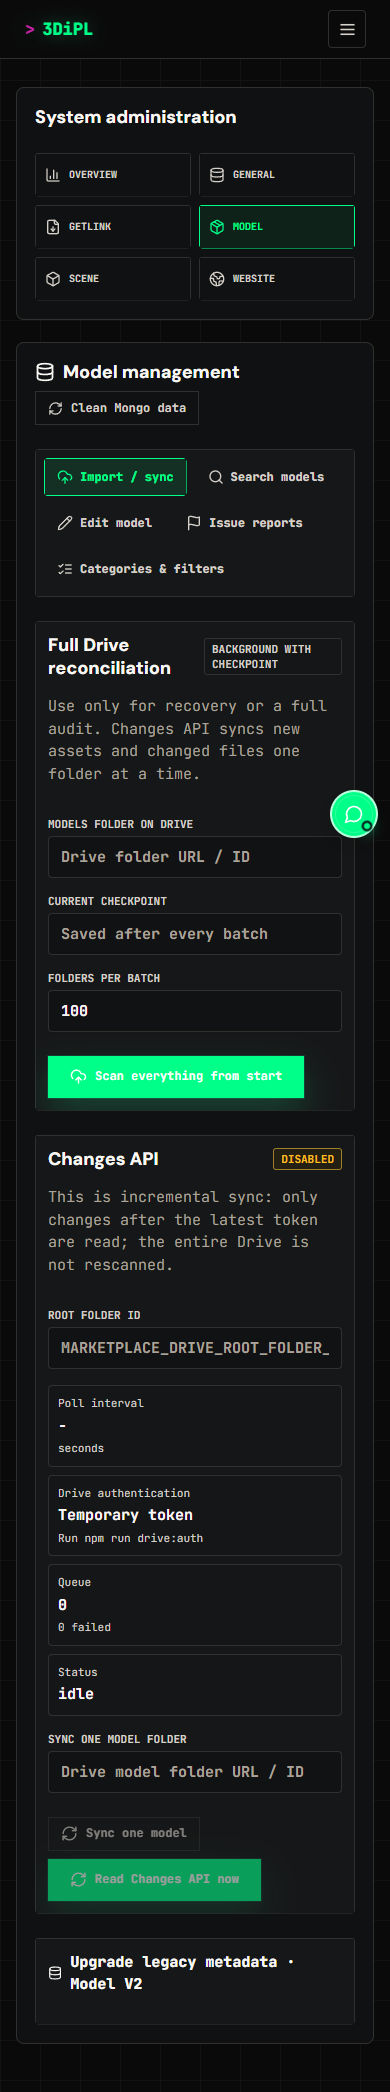 > 3DiPL
System administration
OVERVIEW
GENERAL
GETLINK
MODEL
SCENE
WEBSITE
Model management
Clean Mongo data
Import / sync
Search models
Edit model
Issue reports
Categories & filters
Full Drive
reconciliation
BACKGROUND WITH
CHECKPOINT
Use only for recovery or a full
audit. Changes API syncs new
assets and changed files one
folder at a time.
MODELS FOLDER ON DRIVE
Drive folder URL / ID
CURRENT CHECKPOINT
Saved after every batch
FOLDERS PER BATCH
100
Scan everything from start
Changes API
DISABLED
This is incremental sync: only
changes after the latest token
are read; the entire Drive is
not rescanned.
ROOT FOLDER ID
MARKETPLACE_DRIVE_ROOT_FOLDER_
Poll interval
-
seconds
Drive authentication
Temporary token
Run npm run drive:auth
Queue
0
0 failed
Status
idle
SYNC ONE MODEL FOLDER
Drive model folder URL / ID
Sync one model
Read Changes API now
Upgrade legacy metadata •
Model V2